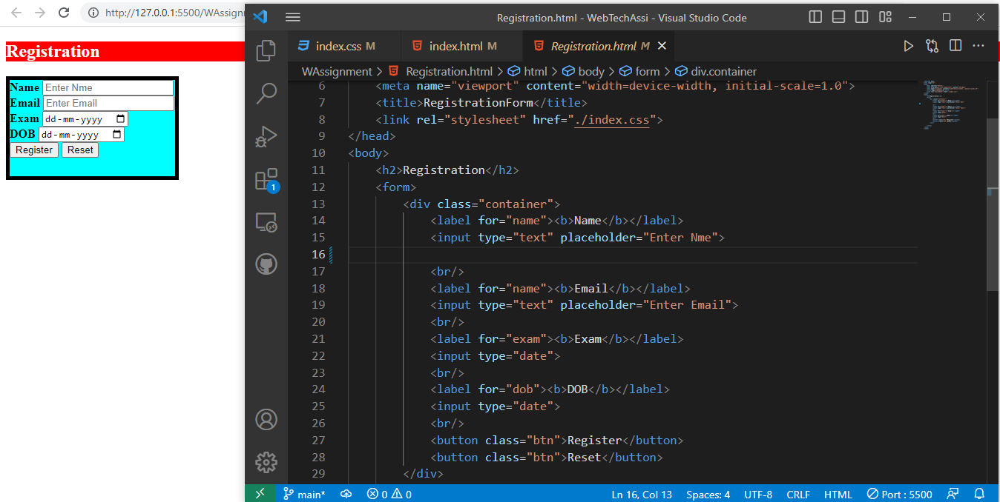 http://127.0.0.1:5500/WAssignm
Registration
Name Enter Nme
Email Enter Email
Exam dd-mm-yyyy
DOB dd-mm-yyyy
Register Reset
Registration.html - WebTechAssi - Visual Studio Code
index.css M index.html M Registration.html M
WAssignment > Registration.html > html > body > form > div.container
6 <meta name="viewport" content="width=device-width, initial-scale=1.0">
7 <title>RegistrationForm</title>
8 <link rel="stylesheet" href="./index.css">
9 </head>
10 <body>
11 <h2>Registration</h2>
12 <form>
13 <div class="container">
14 <label for="name"><b>Name</b></label>
15 <input type="text" placeholder="Enter Nme">
16
17 <br/>
18 <label for="name"><b>Email</b></label>
19 <input type="text" placeholder="Enter Email">
20 <br/>
21 <label for="exam"><b>Exam</b></label>
22 <input type="date">
23 <br/>
24 <label for="dob"><b>DOB</b></label>
25 <input type="date">
26 <br/>
27 <button class="btn">Register</button>
28 <button class="btn">Reset</button>
29 </div>
1
main* 0 0 Ln 16, Col 13 Spaces: 4 UTF-8 CRLF HTML Port : 5500